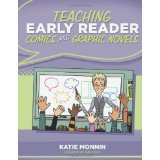 TEACHING
EARLY READER
COMICS AND GRAPHIC NOVELS
KATIE MONNIN